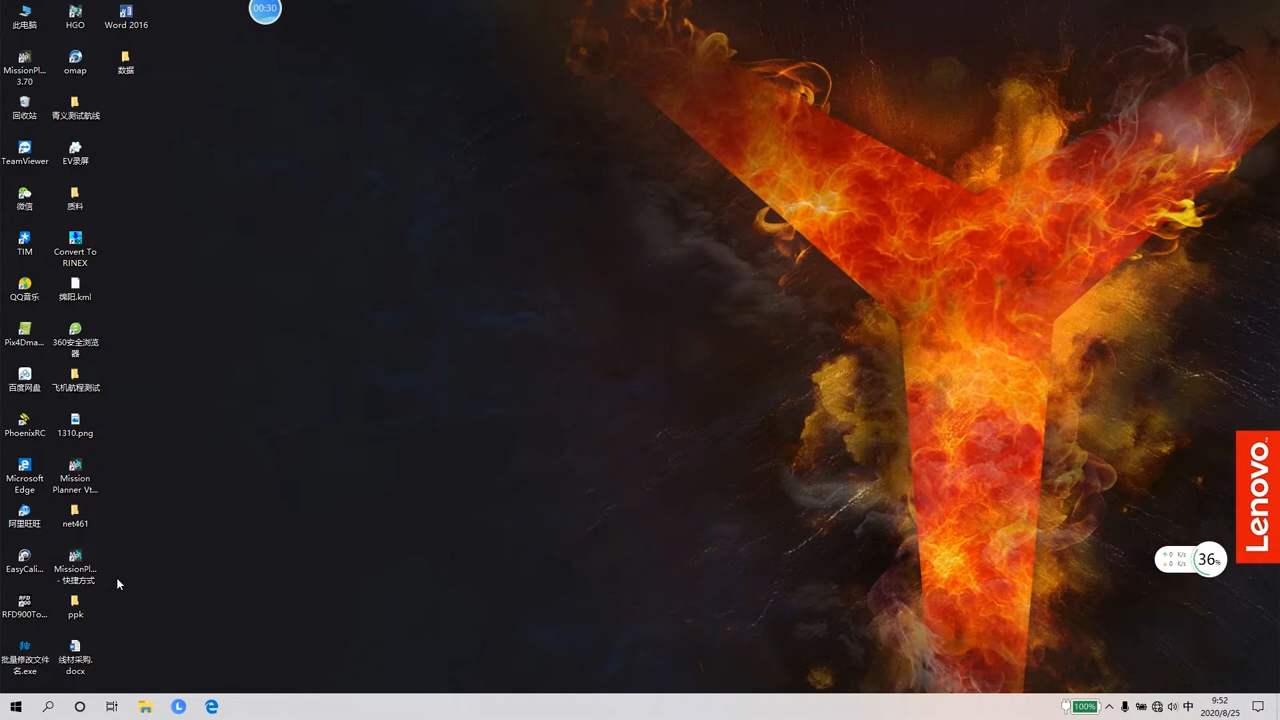 00:30
此电脑
HGO
Word 2016
MissionPl...
3.70
omap
数据
回收站
青义测试航线
TeamViewer
EV录屏
微信
质料
TIM
Convert To
RINEX
QQ音乐
绵阳.kml
Pix4Dma...
360安全浏览
器
百度网盘
飞机航程测试
PhoenixRC
1310.png
Microsoft
Edge
Mission
Planner Vt...
阿里旺旺
net461
EasyCali...
MissionPl...
- 快捷方式
RFD900To...
ppk
批量修改文件
名.exe
线材采购.
docx
Lenovo
↑ 0 K/s
↓ 0 K/s
36%
100%
中
9:52
2020/8/25